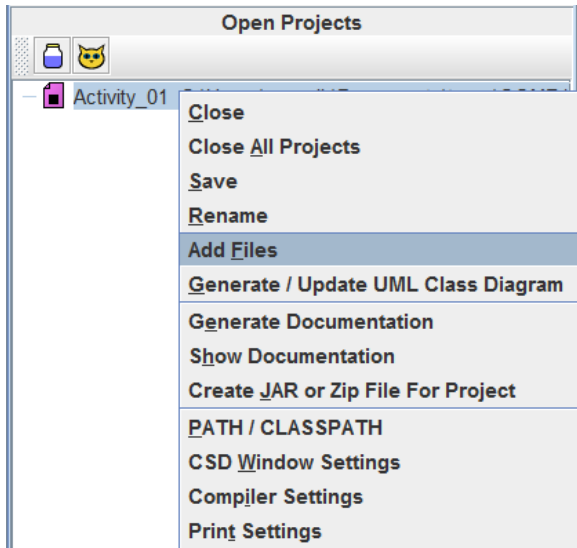 Open Projects
Activity_01
Close
Close All Projects
Save
Rename
Add Files
Generate / Update UML Class Diagram
Generate Documentation
Show Documentation
Create JAR or Zip File For Project
PATH / CLASSPATH
CSD Window Settings
Compiler Settings
Print Settings